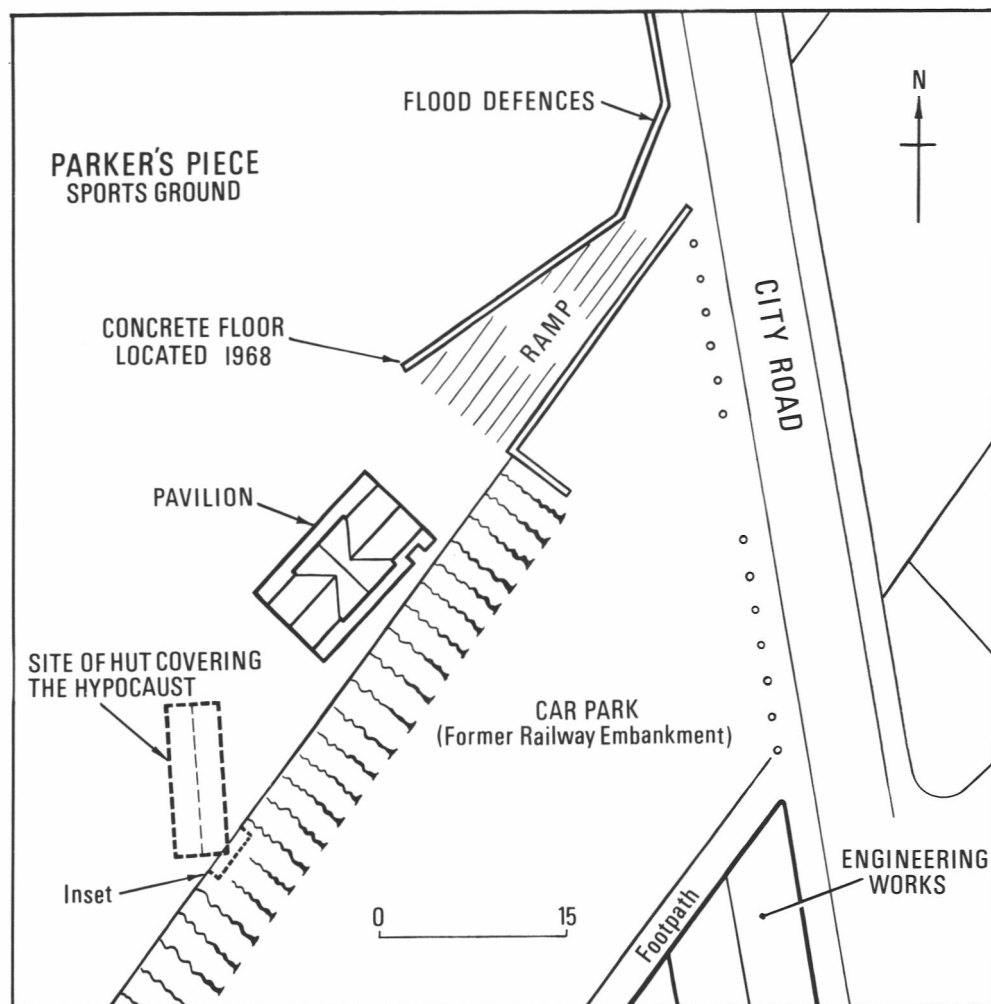 FLOOD DEFENCES
N
PARKER'S PIECE
SPORTS GROUND
CITY ROAD
CONCRETE FLOOR
LOCATED 1968
RAMP
PAVILION
SITE OF HUT COVERING
THE HYPOCAUST
CAR PARK
(Former Railway Embankment)
ENGINEERING
WORKS
Inset
0 15
Footpath